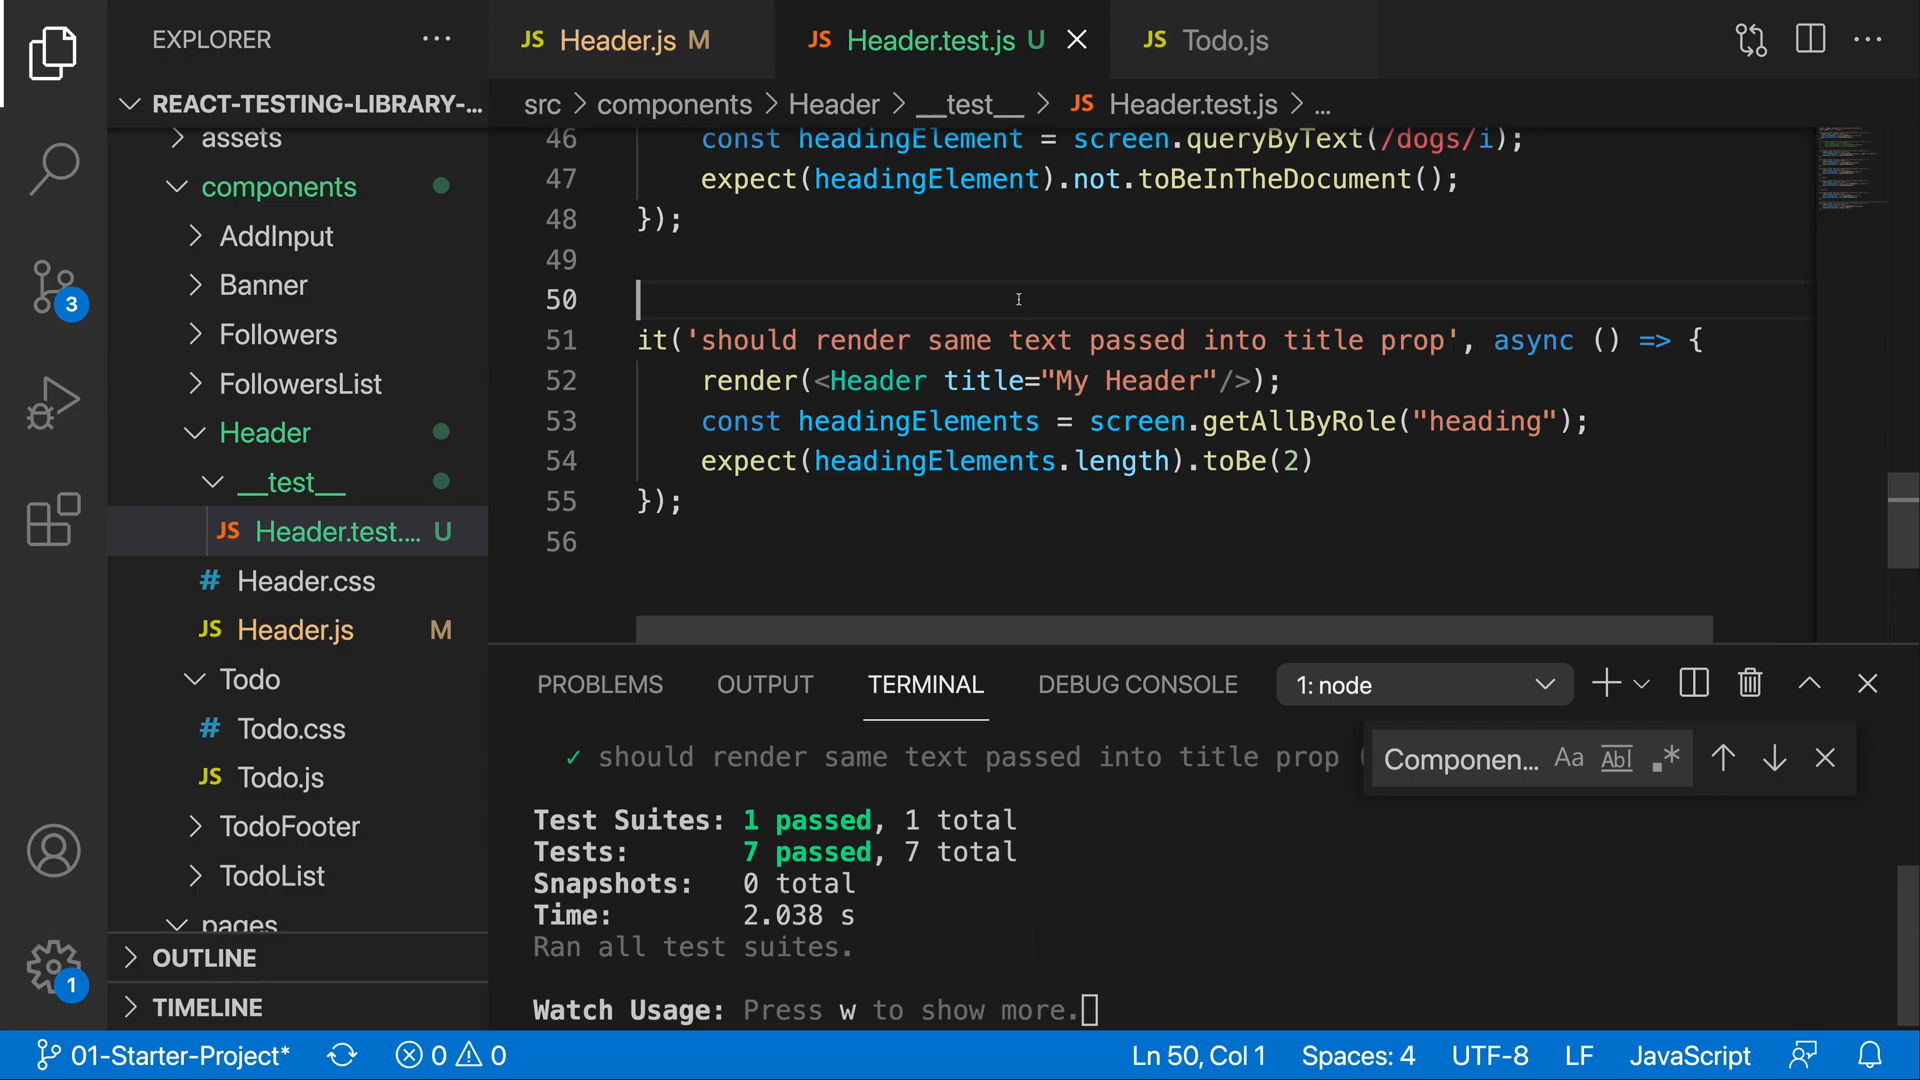 EXPLORER
JS Header.js M
JS Header.test.js U
JS Todo.js
REACT-TESTING-LIBRARY-...
assets
components
AddInput
Banner
Followers
FollowersList
Header
__test__
JS Header.test.... U
# Header.css
JS Header.js M
Todo
# Todo.css
JS Todo.js
TodoFooter
TodoList
pages
OUTLINE
TIMELINE
3
1
src > components > Header > __test__ > JS Header.test.js > ...
46 const headingElement = screen.queryByText(/dogs/i);
47 expect(headingElement).not.toBeInTheDocument();
48 });
49
50
51 it('should render same text passed into title prop', async () => {
52 render(<Header title="My Header"/>);
53 const headingElements = screen.getAllByRole("heading");
54 expect(headingElements.length).toBe(2)
55 });
56
PROBLEMS OUTPUT TERMINAL DEBUG CONSOLE 1: node
Componen... Aa Abl .*
✓ should render same text passed into title prop (
Test Suites: 1 passed, 1 total
Tests: 7 passed, 7 total
Snapshots: 0 total
Time: 2.038 s
Ran all test suites.
Watch Usage: Press w to show more.
01-Starter-Project* 0 0 Ln 50, Col 1 Spaces: 4 UTF-8 LF JavaScript